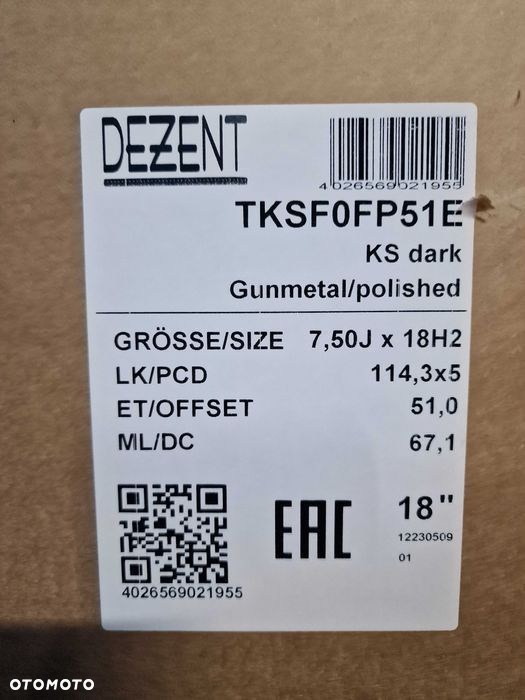 DEZENT
4026569021955
TKSF0FP51E
KS dark
Gunmetal/polished
GRÖSSE/SIZE 7,50J x 18H2
LK/PCD 114,3x5
ET/OFFSET 51,0
ML/DC 67,1
EAC 18"
12230509
01
4026569021955
OTOMOTO